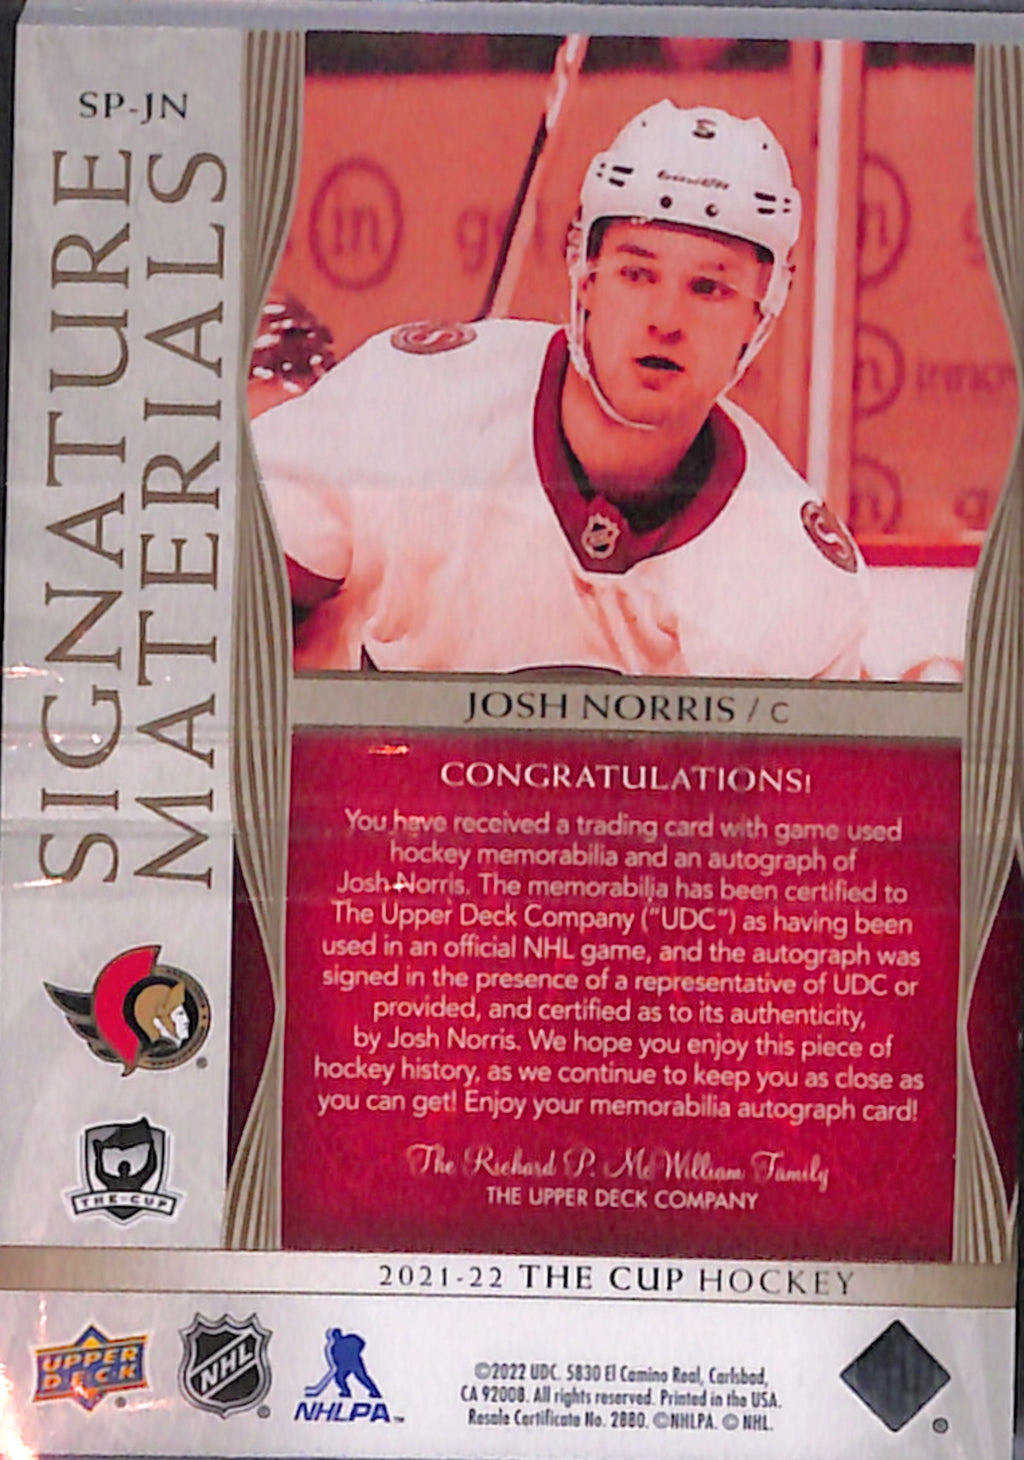 SP-JN
SIGNATURE
MATERIALS
JOSH NORRIS / C
CONGRATULATIONS!
You have received a trading card with game used
hockey memorabilia and an autograph of
Josh Norris. The memorabilia has been certified to
The Upper Deck Company ("UDC") as having been
used in an official NHL game, and the autograph was
signed in the presence of a representative of UDC or
provided, and certified as to its authenticity,
by Josh Norris. We hope you enjoy this piece of
hockey history, as we continue to keep you as close as
you can get! Enjoy your memorabilia autograph card!
The Richard P. McWilliam Family
THE UPPER DECK COMPANY
THE-CUP
2021-22 THE CUP HOCKEY
UPPER
DECK
NHL
NHLPA™
©2022 UDC. 5830 El Camino Real, Carlsbad,
CA 92008. All rights reserved. Printed in the USA.
Resale Certificate No. 2880. ©NHLPA. © NHL.